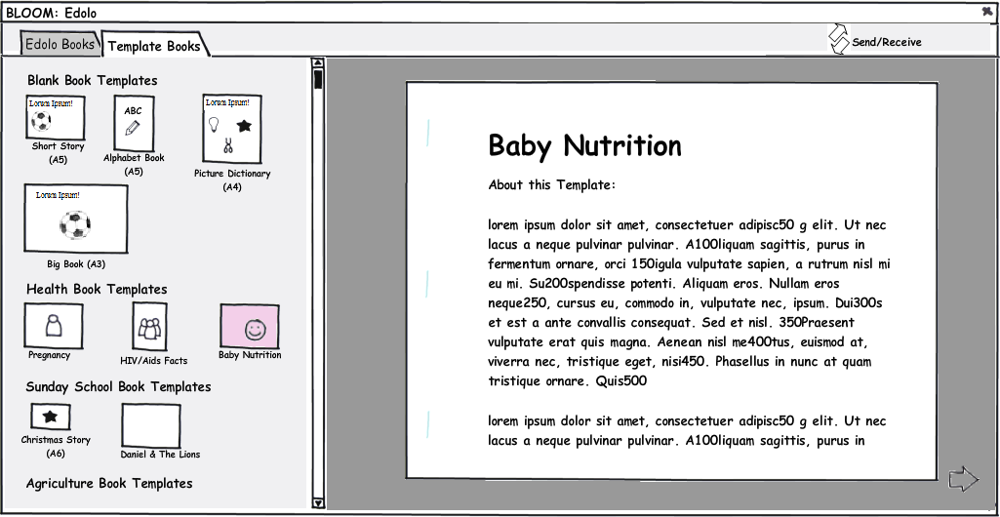 BLOOM: Edolo
Edolo Books
Template Books
Send/Receive
Blank Book Templates
Lorem Ipsum!
Short Story
(A5)
ABC
Alphabet Book
(A5)
Lorem Ipsum!
Picture Dictionary
(A4)
Lorem Ipsum!
Big Book (A3)
Health Book Templates
Pregnancy
HIV/Aids Facts
Baby Nutrition
Sunday School Book Templates
Christmas Story
(A6)
Daniel & The Lions
Agriculture Book Templates
Baby Nutrition
About this Template:
lorem ipsum dolor sit amet, consectetuer adipisc50 g elit. Ut nec
lacus a neque pulvinar pulvinar. A100liquam sagittis, purus in
fermentum ornare, orci 150igula vulputate sapien, a rutrum nisl mi
eu mi. Su200spendisse potenti. Aliquam eros. Nullam eros
neque250, cursus eu, commodo in, vulputate nec, ipsum. Dui300s
et est a ante convallis consequat. Sed et nisl. 350Praesent
vulputate erat quis magna. Aenean nisl me400tus, euismod at,
viverra nec, tristique eget, nisi450. Phasellus in nunc at quam
tristique ornare. Quis500
lorem ipsum dolor sit amet, consectetuer adipisc50 g elit. Ut nec
lacus a neque pulvinar pulvinar. A100liquam sagittis, purus in